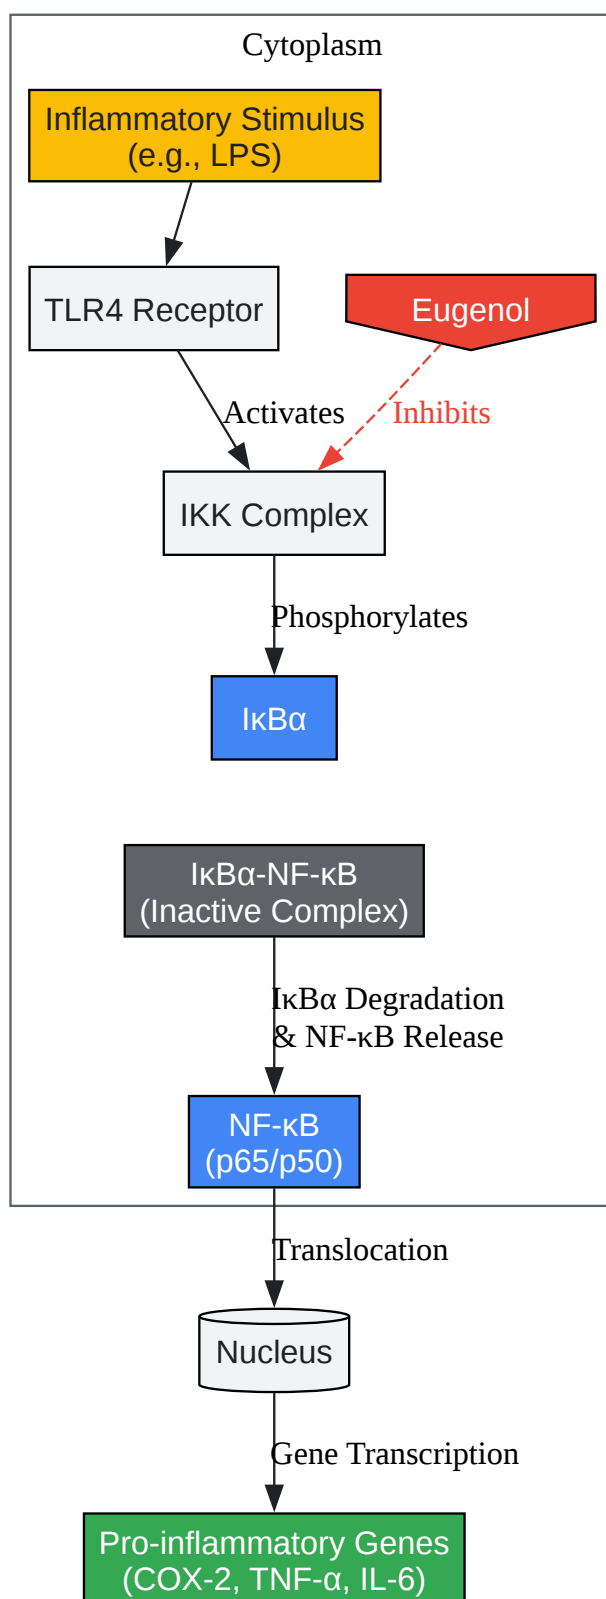 Cytoplasm
Inflammatory Stimulus
(e.g., LPS)
TLR4 Receptor
Eugenol
Activates
Inhibits
IKK Complex
Phosphorylates
IκBα
IκBα-NF-κB
(Inactive Complex)
IκBα Degradation
& NF-κB Release
NF-κB
(p65/p50)
Translocation
Nucleus
Gene Transcription
Pro-inflammatory Genes
(COX-2, TNF-α, IL-6)